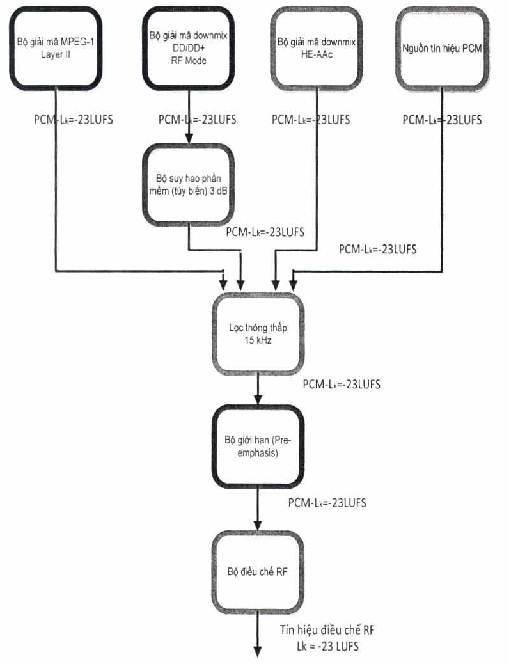 Bộ giải mã MPEG-1
Layer II
Bộ giải mã downmix
DD/DD+
RF Mode
Bộ giải mã downmix
HE-AAc
Nguồn tín hiệu PCM
PCM-Lk=-23LUFS
PCM-Lk=-23LUFS
PCM-Lk=-23LUFS
PCM-Lk=-23LUFS
Bộ suy hao phần
mềm (tùy biến) 3 dB
PCM-Lk=-23LUFS
PCM-Lk=-23LUFS
Lọc thông thấp
15 kHz
PCM-Lk=-23LUFS
Bộ giới hạn (Pre-
emphasis)
PCM-Lk=-23LUFS
Bộ điều chế RF
Tín hiệu điều chế RF
Lk = -23 LUFS